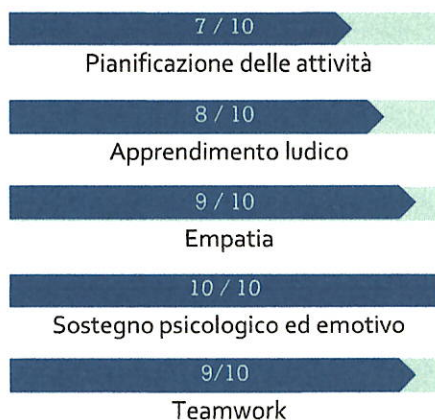 7 / 10
Pianificazione delle attività
8 / 10
Apprendimento ludico
9 / 10
Empatia
10 / 10
Sostegno psicologico ed emotivo
9/10
Teamwork